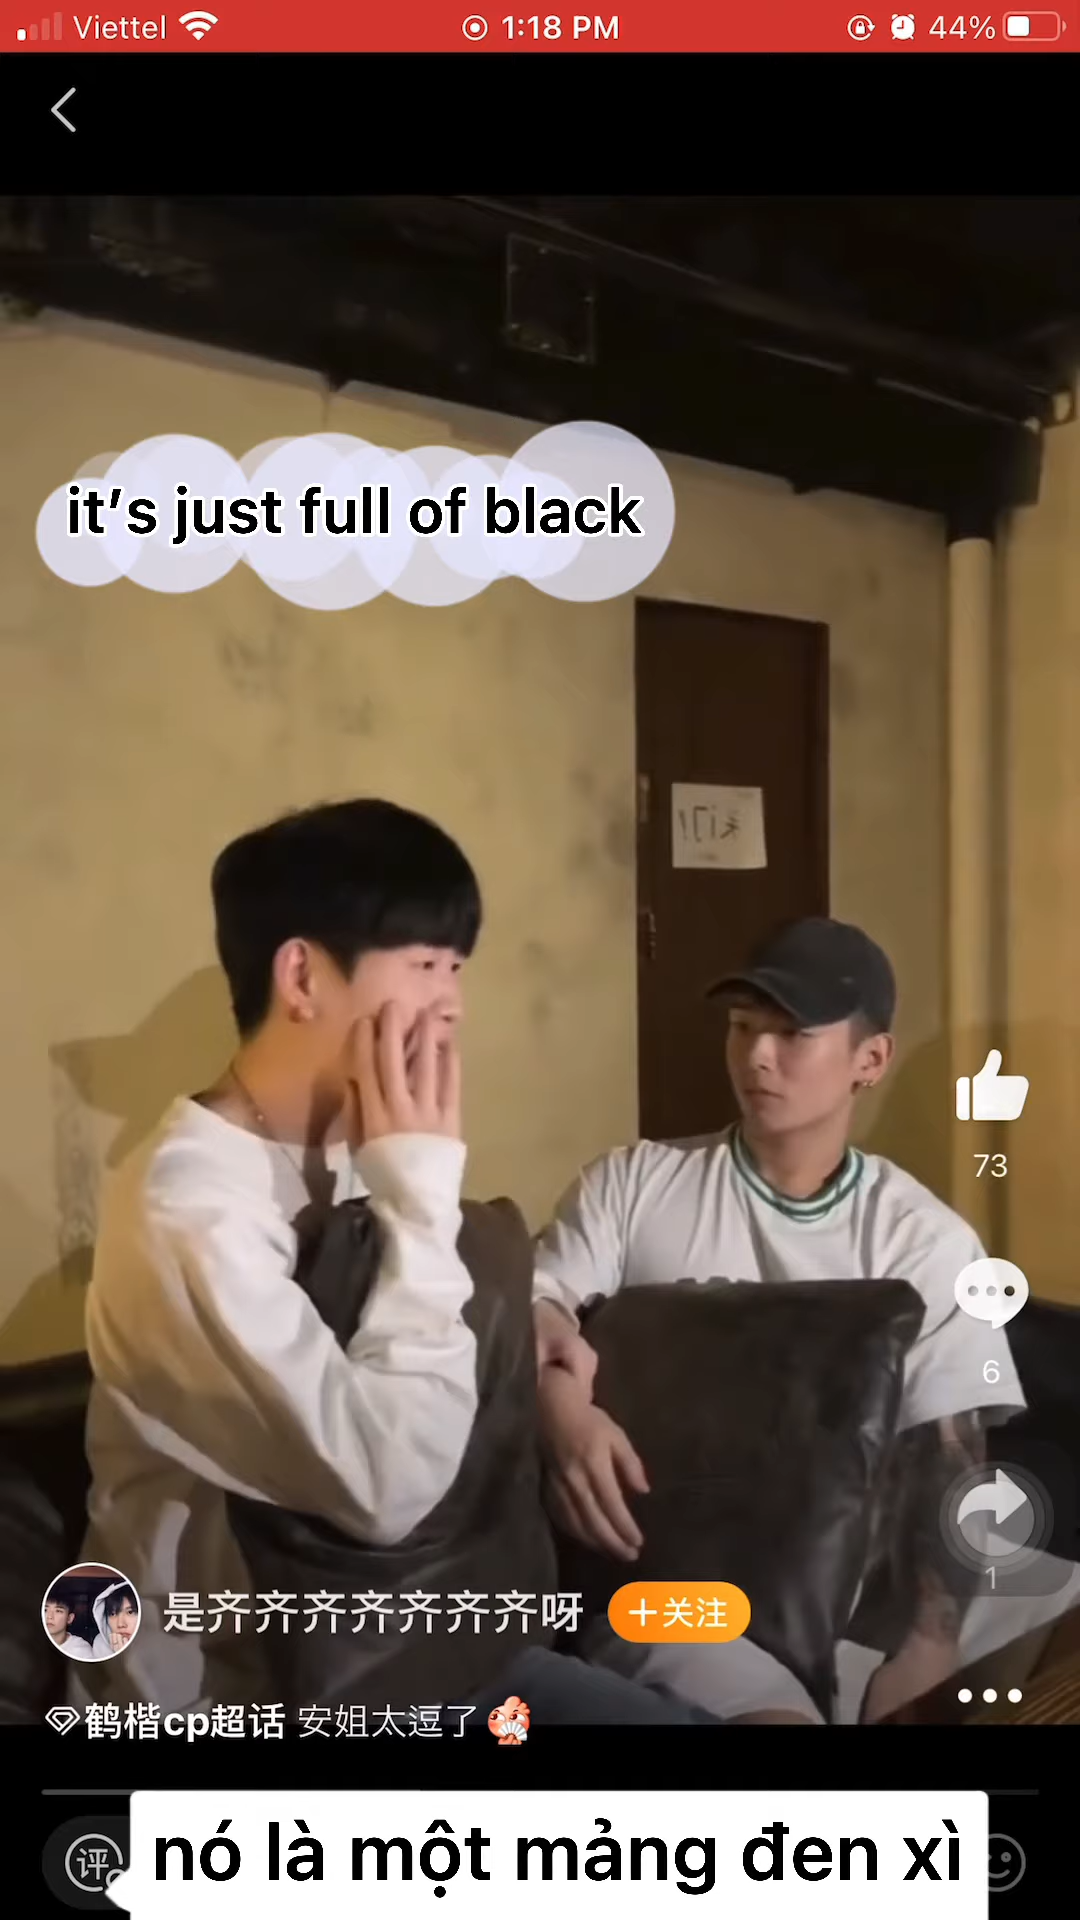 Viettel 1:18 PM 44%
it's just full of black
73
6
1
是齐齐齐齐齐齐齐呀 +关注
鹤楷cp超话 安姐太逗了
评
nó là một mảng đen xì